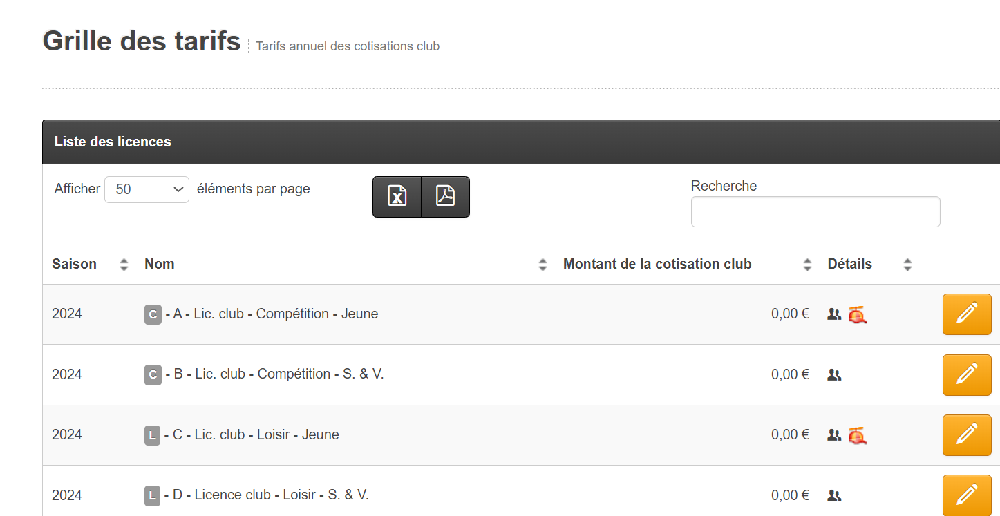 Grille des tarifs Tarifs annuel des cotisations club
Liste des licences
Afficher 50 éléments par page
Recherche
Saison Nom Montant de la cotisation club Détails
2024 C - A - Lic. club - Compétition - Jeune 0,00 €
2024 C - B - Lic. club - Compétition - S. & V. 0,00 €
2024 L - C - Lic. club - Loisir - Jeune 0,00 €
2024 L - D - Licence club - Loisir - S. & V. 0,00 €